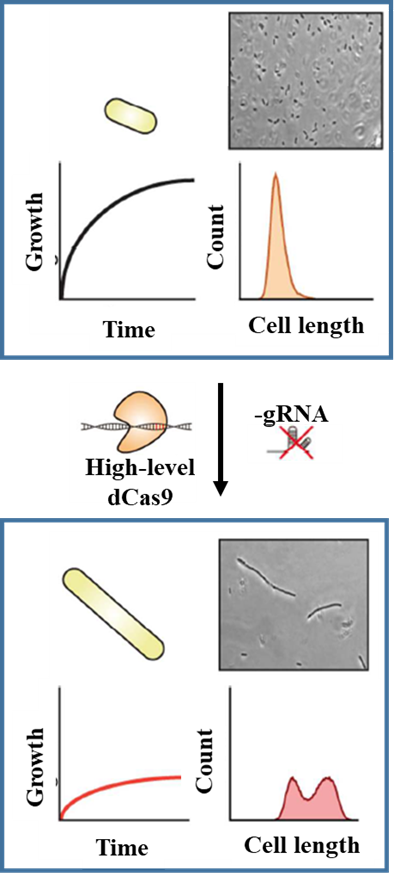 Growth
Time
Count
Cell length
High-level
dCas9
-gRNA
Growth
Time
Count
Cell length